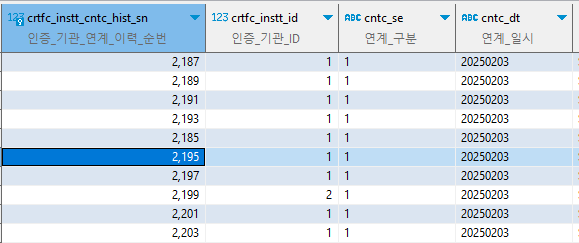 123 crtfc_instt_cntc_hist_sn 123 crtfc_instt_id ABC cntc_se ABC cntc_dt
인증_기관_연계_이력_순번 인증_기관_ID 연계_구분 연계_일시
2,187 1 1 20250203
2,189 1 1 20250203
2,191 1 1 20250203
2,193 1 1 20250203
2,185 1 1 20250203
2,195 1 1 20250203
2,197 1 1 20250203
2,199 2 1 20250203
2,201 1 1 20250203
2,203 1 1 20250203